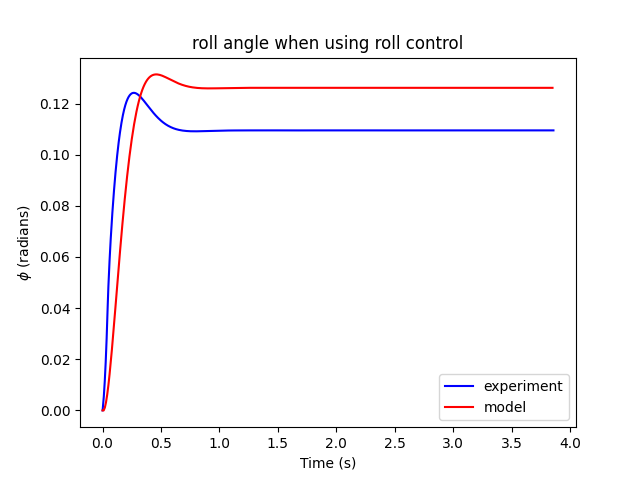 roll angle when using roll control
ϕ (radians)
0.12
0.10
0.08
0.06
0.04
0.02
0.00
experiment
model
0.0 0.5 1.0 1.5 2.0 2.5 3.0 3.5 4.0
Time (s)